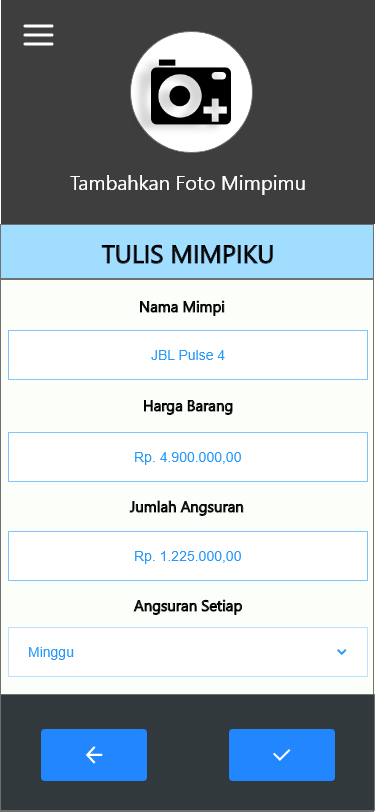 Tambahkan Foto Mimpimu
TULIS MIMPIKU
Nama Mimpi
JBL Pulse 4
Harga Barang
Rp. 4.900.000,00
Jumlah Angsuran
Rp. 1.225.000,00
Angsuran Setiap
Minggu